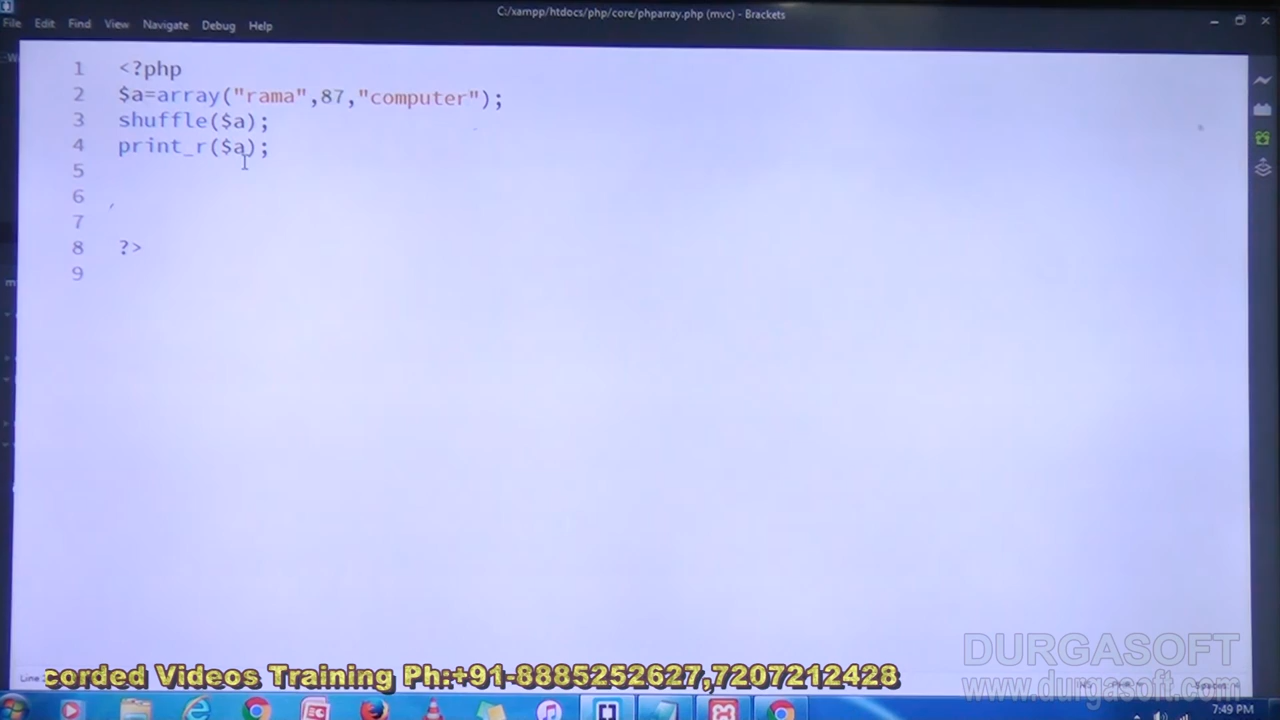 C:/xampp/htdocs/php/core/phparray.php (mvc) - Brackets
File Edit Find View Navigate Debug Help
1 <?php
2 $a=array("rama",87,"computer");
3 shuffle($a);
4 print_r($a);
5
6
7
8 ?>
9
DURGASOFT
corded Videos Training Ph:+91-8885252627,7207212428
www.durgasoft.com
Line
7:49 PM